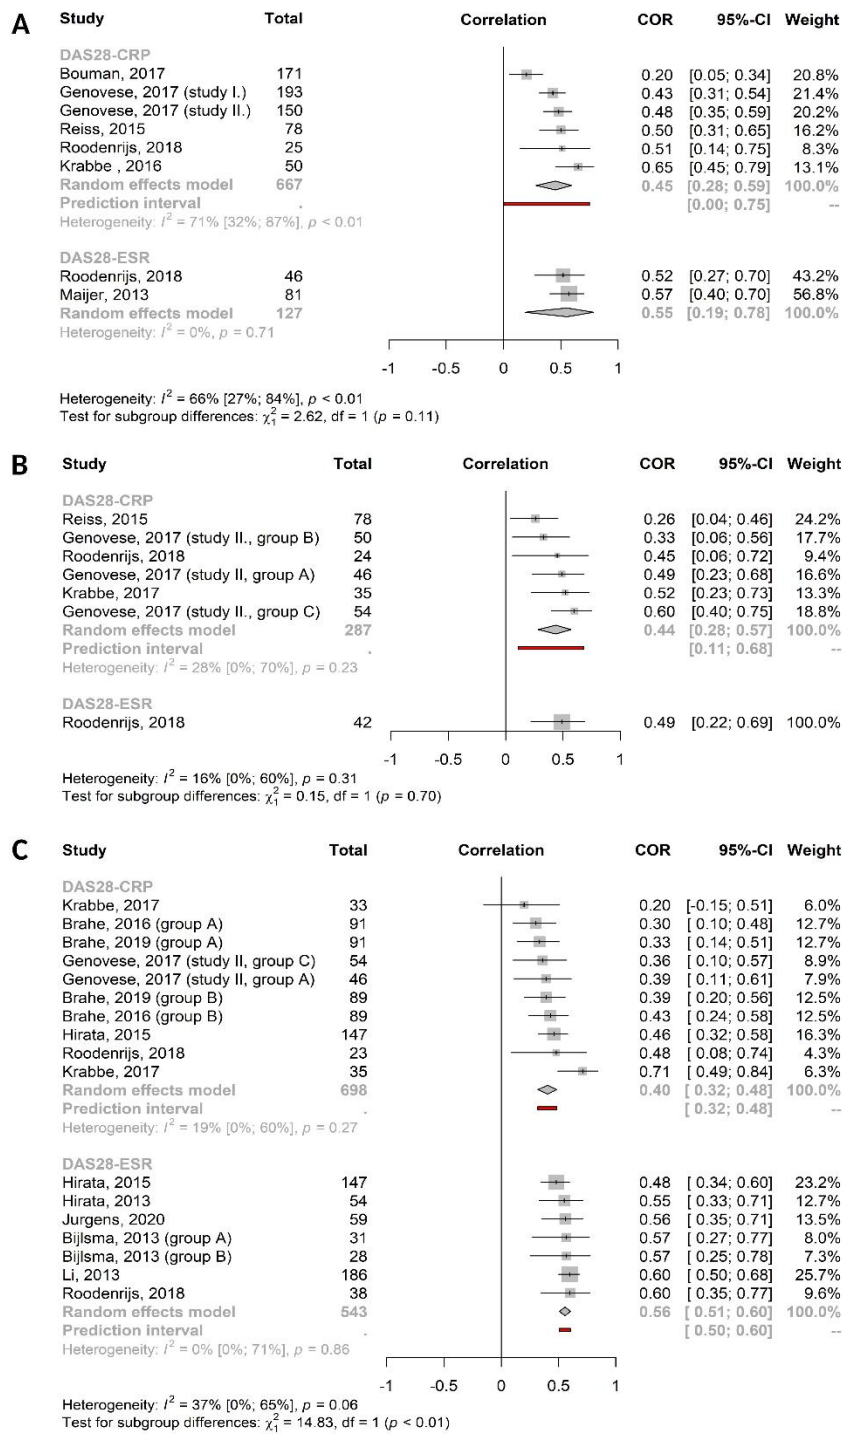 A
Study Total Correlation COR 95%-CI Weight
DAS28-CRP
Bouman, 2017 171 0.20 [0.05; 0.34] 20.8%
Genovese, 2017 (study I.) 193 0.43 [0.31; 0.54] 21.4%
Genovese, 2017 (study II.) 150 0.48 [0.35; 0.59] 20.2%
Reiss, 2015 78 0.50 [0.31; 0.65] 16.2%
Roodenrijs, 2018 25 0.51 [0.14; 0.75] 8.3%
Krabbe , 2016 50 0.65 [0.45; 0.79] 13.1%
Random effects model 667 0.45 [0.28; 0.59] 100.0%
Prediction interval . [0.00; 0.75] --
Heterogeneity: I² = 71% [32%; 87%], p < 0.01
DAS28-ESR
Roodenrijs, 2018 46 0.52 [0.27; 0.70] 43.2%
Maijer, 2013 81 0.57 [0.40; 0.70] 56.8%
Random effects model 127 0.55 [0.19; 0.78] 100.0%
Heterogeneity: I² = 0%, p = 0.71
-1 -0.5 0 0.5 1
Heterogeneity: I² = 66% [27%; 84%], p < 0.01
Test for subgroup differences: χ₁² = 2.62, df = 1 (p = 0.11)
B
Study Total Correlation COR 95%-CI Weight
DAS28-CRP
Reiss, 2015 78 0.26 [0.04; 0.46] 24.2%
Genovese, 2017 (study II., group B) 50 0.33 [0.06; 0.56] 17.7%
Roodenrijs, 2018 24 0.45 [0.06; 0.72] 9.4%
Genovese, 2017 (study II, group A) 46 0.49 [0.23; 0.68] 16.6%
Krabbe, 2017 35 0.52 [0.23; 0.73] 13.3%
Genovese, 2017 (study II., group C) 54 0.60 [0.40; 0.75] 18.8%
Random effects model 287 0.44 [0.28; 0.57] 100.0%
Prediction interval . [0.11; 0.68] --
Heterogeneity: I² = 28% [0%; 70%], p = 0.23
DAS28-ESR
Roodenrijs, 2018 42 0.49 [0.22; 0.69] 100.0%
-1 -0.5 0 0.5 1
Heterogeneity: I² = 16% [0%; 60%], p = 0.31
Test for subgroup differences: χ₁² = 0.15, df = 1 (p = 0.70)
C
Study Total Correlation COR 95%-CI Weight
DAS28-CRP
Krabbe, 2017 33 0.20 [-0.15; 0.51] 6.0%
Brahe, 2016 (group A) 91 0.30 [ 0.10; 0.48] 12.7%
Brahe, 2019 (group A) 91 0.33 [ 0.14; 0.51] 12.7%
Genovese, 2017 (study II, group C) 54 0.36 [ 0.10; 0.57] 8.9%
Genovese, 2017 (study II, group A) 46 0.39 [ 0.11; 0.61] 7.9%
Brahe, 2019 (group B) 89 0.39 [ 0.20; 0.56] 12.5%
Brahe, 2016 (group B) 89 0.43 [ 0.24; 0.58] 12.5%
Hirata, 2015 147 0.46 [ 0.32; 0.58] 16.3%
Roodenrijs, 2018 23 0.48 [ 0.08; 0.74] 4.3%
Krabbe, 2017 35 0.71 [ 0.49; 0.84] 6.3%
Random effects model 698 0.40 [ 0.32; 0.48] 100.0%
Prediction interval . [ 0.32; 0.48] --
Heterogeneity: I² = 19% [0%; 60%], p = 0.27
DAS28-ESR
Hirata, 2015 147 0.48 [ 0.34; 0.60] 23.2%
Hirata, 2013 54 0.55 [ 0.33; 0.71] 12.7%
Jurgens, 2020 59 0.56 [ 0.35; 0.71] 13.5%
Bijlsma, 2013 (group A) 31 0.57 [ 0.27; 0.77] 8.0%
Bijlsma, 2013 (group B) 28 0.57 [ 0.25; 0.78] 7.3%
Li, 2013 186 0.60 [ 0.50; 0.68] 25.7%
Roodenrijs, 2018 38 0.60 [ 0.35; 0.77] 9.6%
Random effects model 543 0.56 [ 0.51; 0.60] 100.0%
Prediction interval . [ 0.50; 0.60] --
Heterogeneity: I² = 0% [0%; 71%], p = 0.86
-1 -0.5 0 0.5 1
Heterogeneity: I² = 37% [0%; 65%], p = 0.06
Test for subgroup differences: χ₁² = 14.83, df = 1 (p < 0.01)